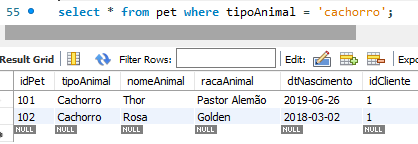 55 select * from pet where tipoAnimal = 'cachorro';
Result Grid Filter Rows: Edit:
idPet tipoAnimal nomeAnimal racaAnimal dtNascimento idCliente
101 Cachorro Thor Pastor Alemão 2019-06-26 1
102 Cachorro Rosa Golden 2018-03-02 1
NULL NULL NULL NULL NULL NULL